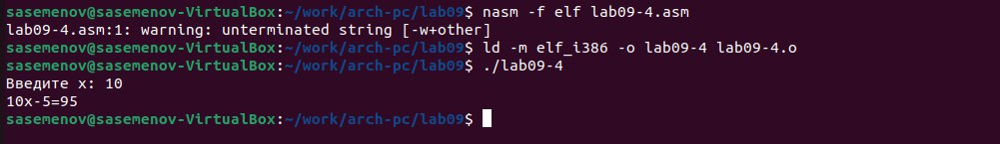 sasemenov@sasemenov-VirtualBox:~/work/arch-pc/lab09$ nasm -f elf lab09-4.asm
lab09-4.asm:1: warning: unterminated string [-w+other]
sasemenov@sasemenov-VirtualBox:~/work/arch-pc/lab09$ ld -m elf_i386 -o lab09-4 lab09-4.o
sasemenov@sasemenov-VirtualBox:~/work/arch-pc/lab09$ ./lab09-4
Введите x: 10
10x-5=95
sasemenov@sasemenov-VirtualBox:~/work/arch-pc/lab09$